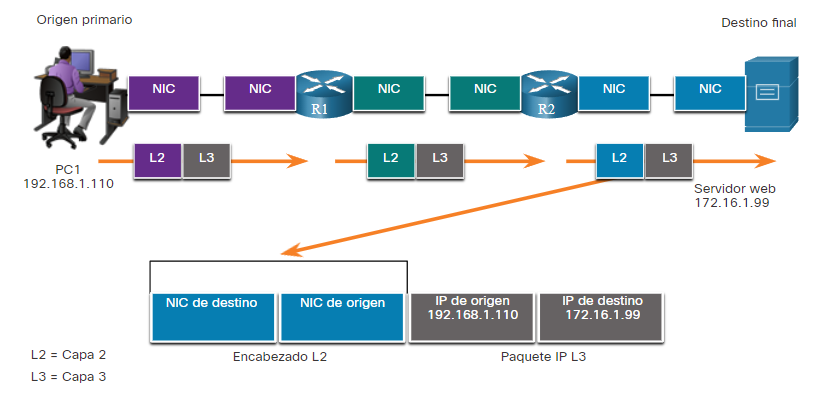 Origen primario
Destino final
NIC
NIC
NIC
NIC
NIC
NIC
R1
R2
L2
L3
L2
L3
L2
L3
PC1
192.168.1.110
Servidor web
172.16.1.99
NIC de destino
NIC de origen
IP de origen
192.168.1.110
IP de destino
172.16.1.99
L2 = Capa 2
Encabezado L2
Paquete IP L3
L3 = Capa 3